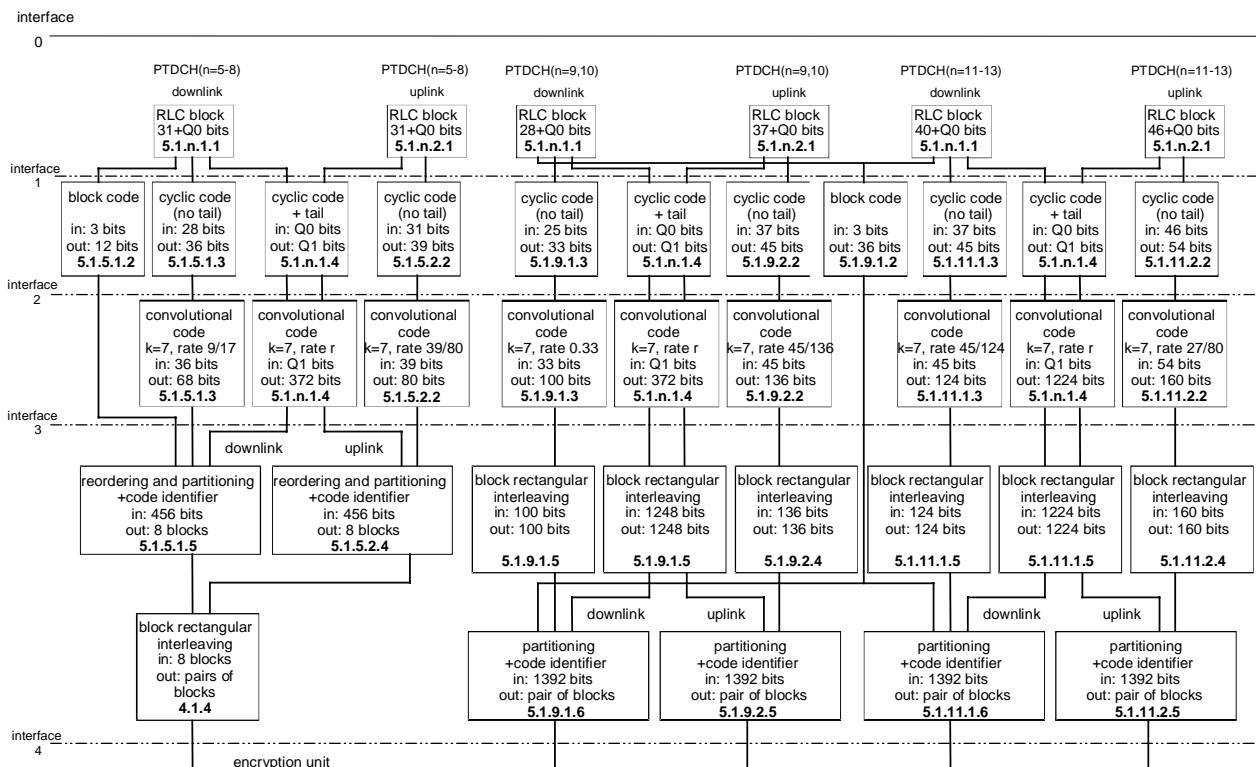 interface
0
PTDCH(n=5-8)
downlink
PTDCH(n=5-8)
uplink
PTDCH(n=9,10)
downlink
PTDCH(n=9,10)
uplink
PTDCH(n=11-13)
downlink
PTDCH(n=11-13)
uplink
RLC block
31+Q0 bits
5.1.n.1.1
RLC block
31+Q0 bits
5.1.n.2.1
RLC block
28+Q0 bits
5.1.n.1.1
RLC block
37+Q0 bits
5.1.n.2.1
RLC block
40+Q0 bits
5.1.n.1.1
RLC block
46+Q0 bits
5.1.n.2.1
interface
1
block code
in: 3 bits
out: 12 bits
5.1.5.1.2
cyclic code
(no tail)
in: 28 bits
out: 36 bits
5.1.5.1.3
cyclic code
+ tail
in: Q0 bits
out: Q1 bits
5.1.n.1.4
cyclic code
(no tail)
in: 31 bits
out: 39 bits
5.1.5.2.2
cyclic code
(no tail)
in: 25 bits
out: 33 bits
5.1.9.1.3
cyclic code
+ tail
in: Q0 bits
out: Q1 bits
5.1.n.1.4
cyclic code
(no tail)
in: 37 bits
out: 45 bits
5.1.9.2.2
block code
in: 3 bits
out: 36 bits
5.1.9.1.2
cyclic code
(no tail)
in: 37 bits
out: 45 bits
5.1.11.1.3
cyclic code
+ tail
in: Q0 bits
out: Q1 bits
5.1.n.1.4
cyclic code
(no tail)
in: 46 bits
out: 54 bits
5.1.11.2.2
interface
2
convolutional
code
k=7, rate 9/17
in: 36 bits
out: 68 bits
5.1.5.1.3
convolutional
code
k=7, rate r
in: Q1 bits
out: 372 bits
5.1.n.1.4
convolutional
code
k=7, rate 39/80
in: 39 bits
out: 80 bits
5.1.5.2.2
convolutional
code
k=7, rate 0.33
in: 33 bits
out: 100 bits
5.1.9.1.3
convolutional
code
k=7, rate r
in: Q1 bits
out: 372 bits
5.1.n.1.4
convolutional
code
k=7, rate 45/136
in: 45 bits
out: 136 bits
5.1.9.2.2
convolutional
code
k=7, rate 45/124
in: 45 bits
out: 124 bits
5.1.11.1.3
convolutional
code
k=7, rate r
in: Q1 bits
out: 1224 bits
5.1.n.1.4
convolutional
code
k=7, rate 27/80
in: 54 bits
out: 160 bits
5.1.11.2.2
interface
3
downlink
uplink
reordering and partitioning
+code identifier
in: 456 bits
out: 8 blocks
5.1.5.1.5
reordering and partitioning
+code identifier
in: 456 bits
out: 8 blocks
5.1.5.2.4
block rectangular
interleaving
in: 100 bits
out: 100 bits
5.1.9.1.5
block rectangular
interleaving
in: 1248 bits
out: 1248 bits
5.1.9.1.5
block rectangular
interleaving
in: 136 bits
out: 136 bits
5.1.9.2.4
block rectangular
interleaving
in: 124 bits
out: 124 bits
5.1.11.1.5
block rectangular
interleaving
in: 1224 bits
out: 1224 bits
5.1.11.1.5
block rectangular
interleaving
in: 160 bits
out: 160 bits
5.1.11.2.4
downlink
uplink
downlink
uplink
block rectangular
interleaving
in: 8 blocks
out: pairs of
blocks
4.1.4
partitioning
+code identifier
in: 1392 bits
out: pair of blocks
5.1.9.1.6
partitioning
+code identifier
in: 1392 bits
out: pair of blocks
5.1.9.2.5
partitioning
+code identifier
in: 1392 bits
out: pair of blocks
5.1.11.1.6
partitioning
+code identifier
in: 1392 bits
out: pair of blocks
5.1.11.2.5
interface
4
encryption unit